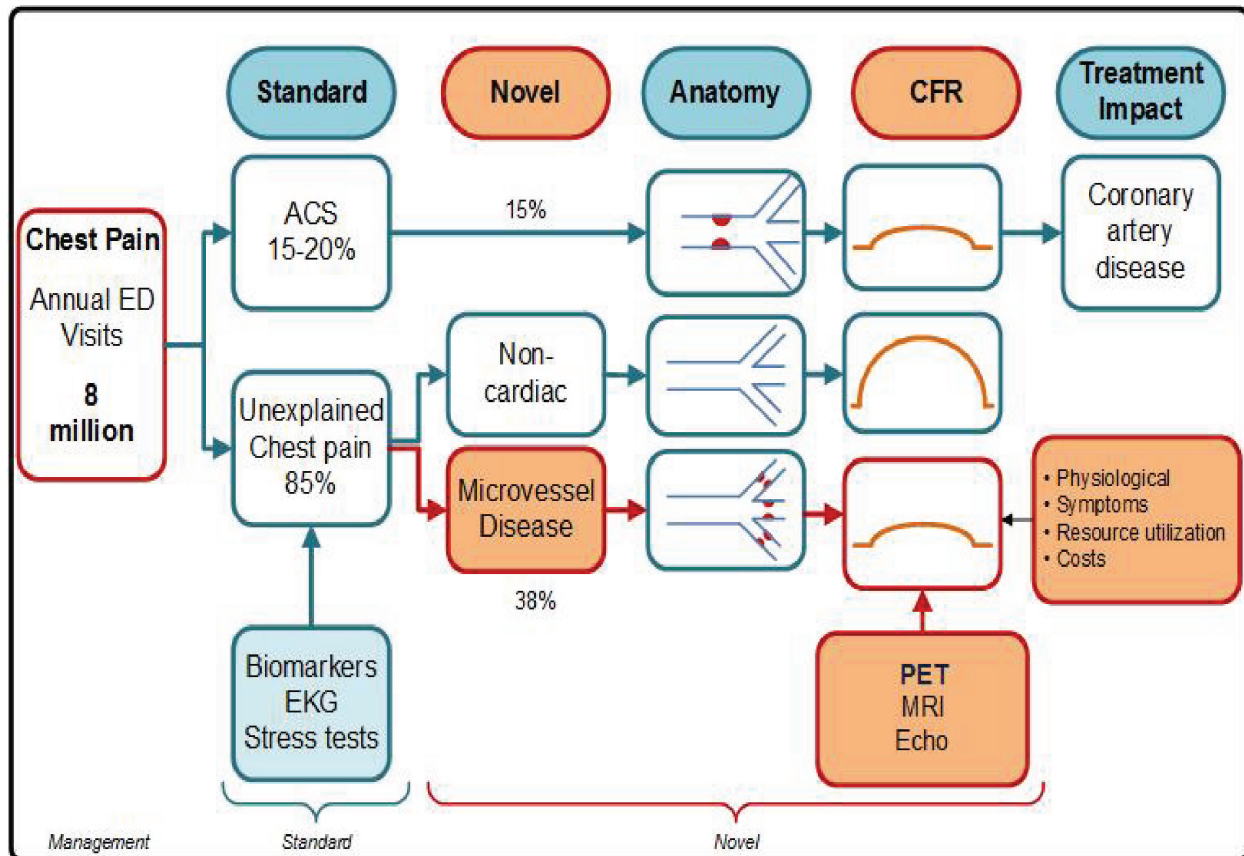 Standard
Novel
Anatomy
CFR
Treatment
Impact
Chest Pain
Annual ED
Visits
8
million
ACS
15-20%
15%
Coronary
artery
disease
Unexplained
Chest pain
85%
Non-
cardiac
Microvessel
Disease
38%
• Physiological
• Symptoms
• Resource utilization
• Costs
Biomarkers
EKG
Stress tests
PET
MRI
Echo
Management
Standard
Novel